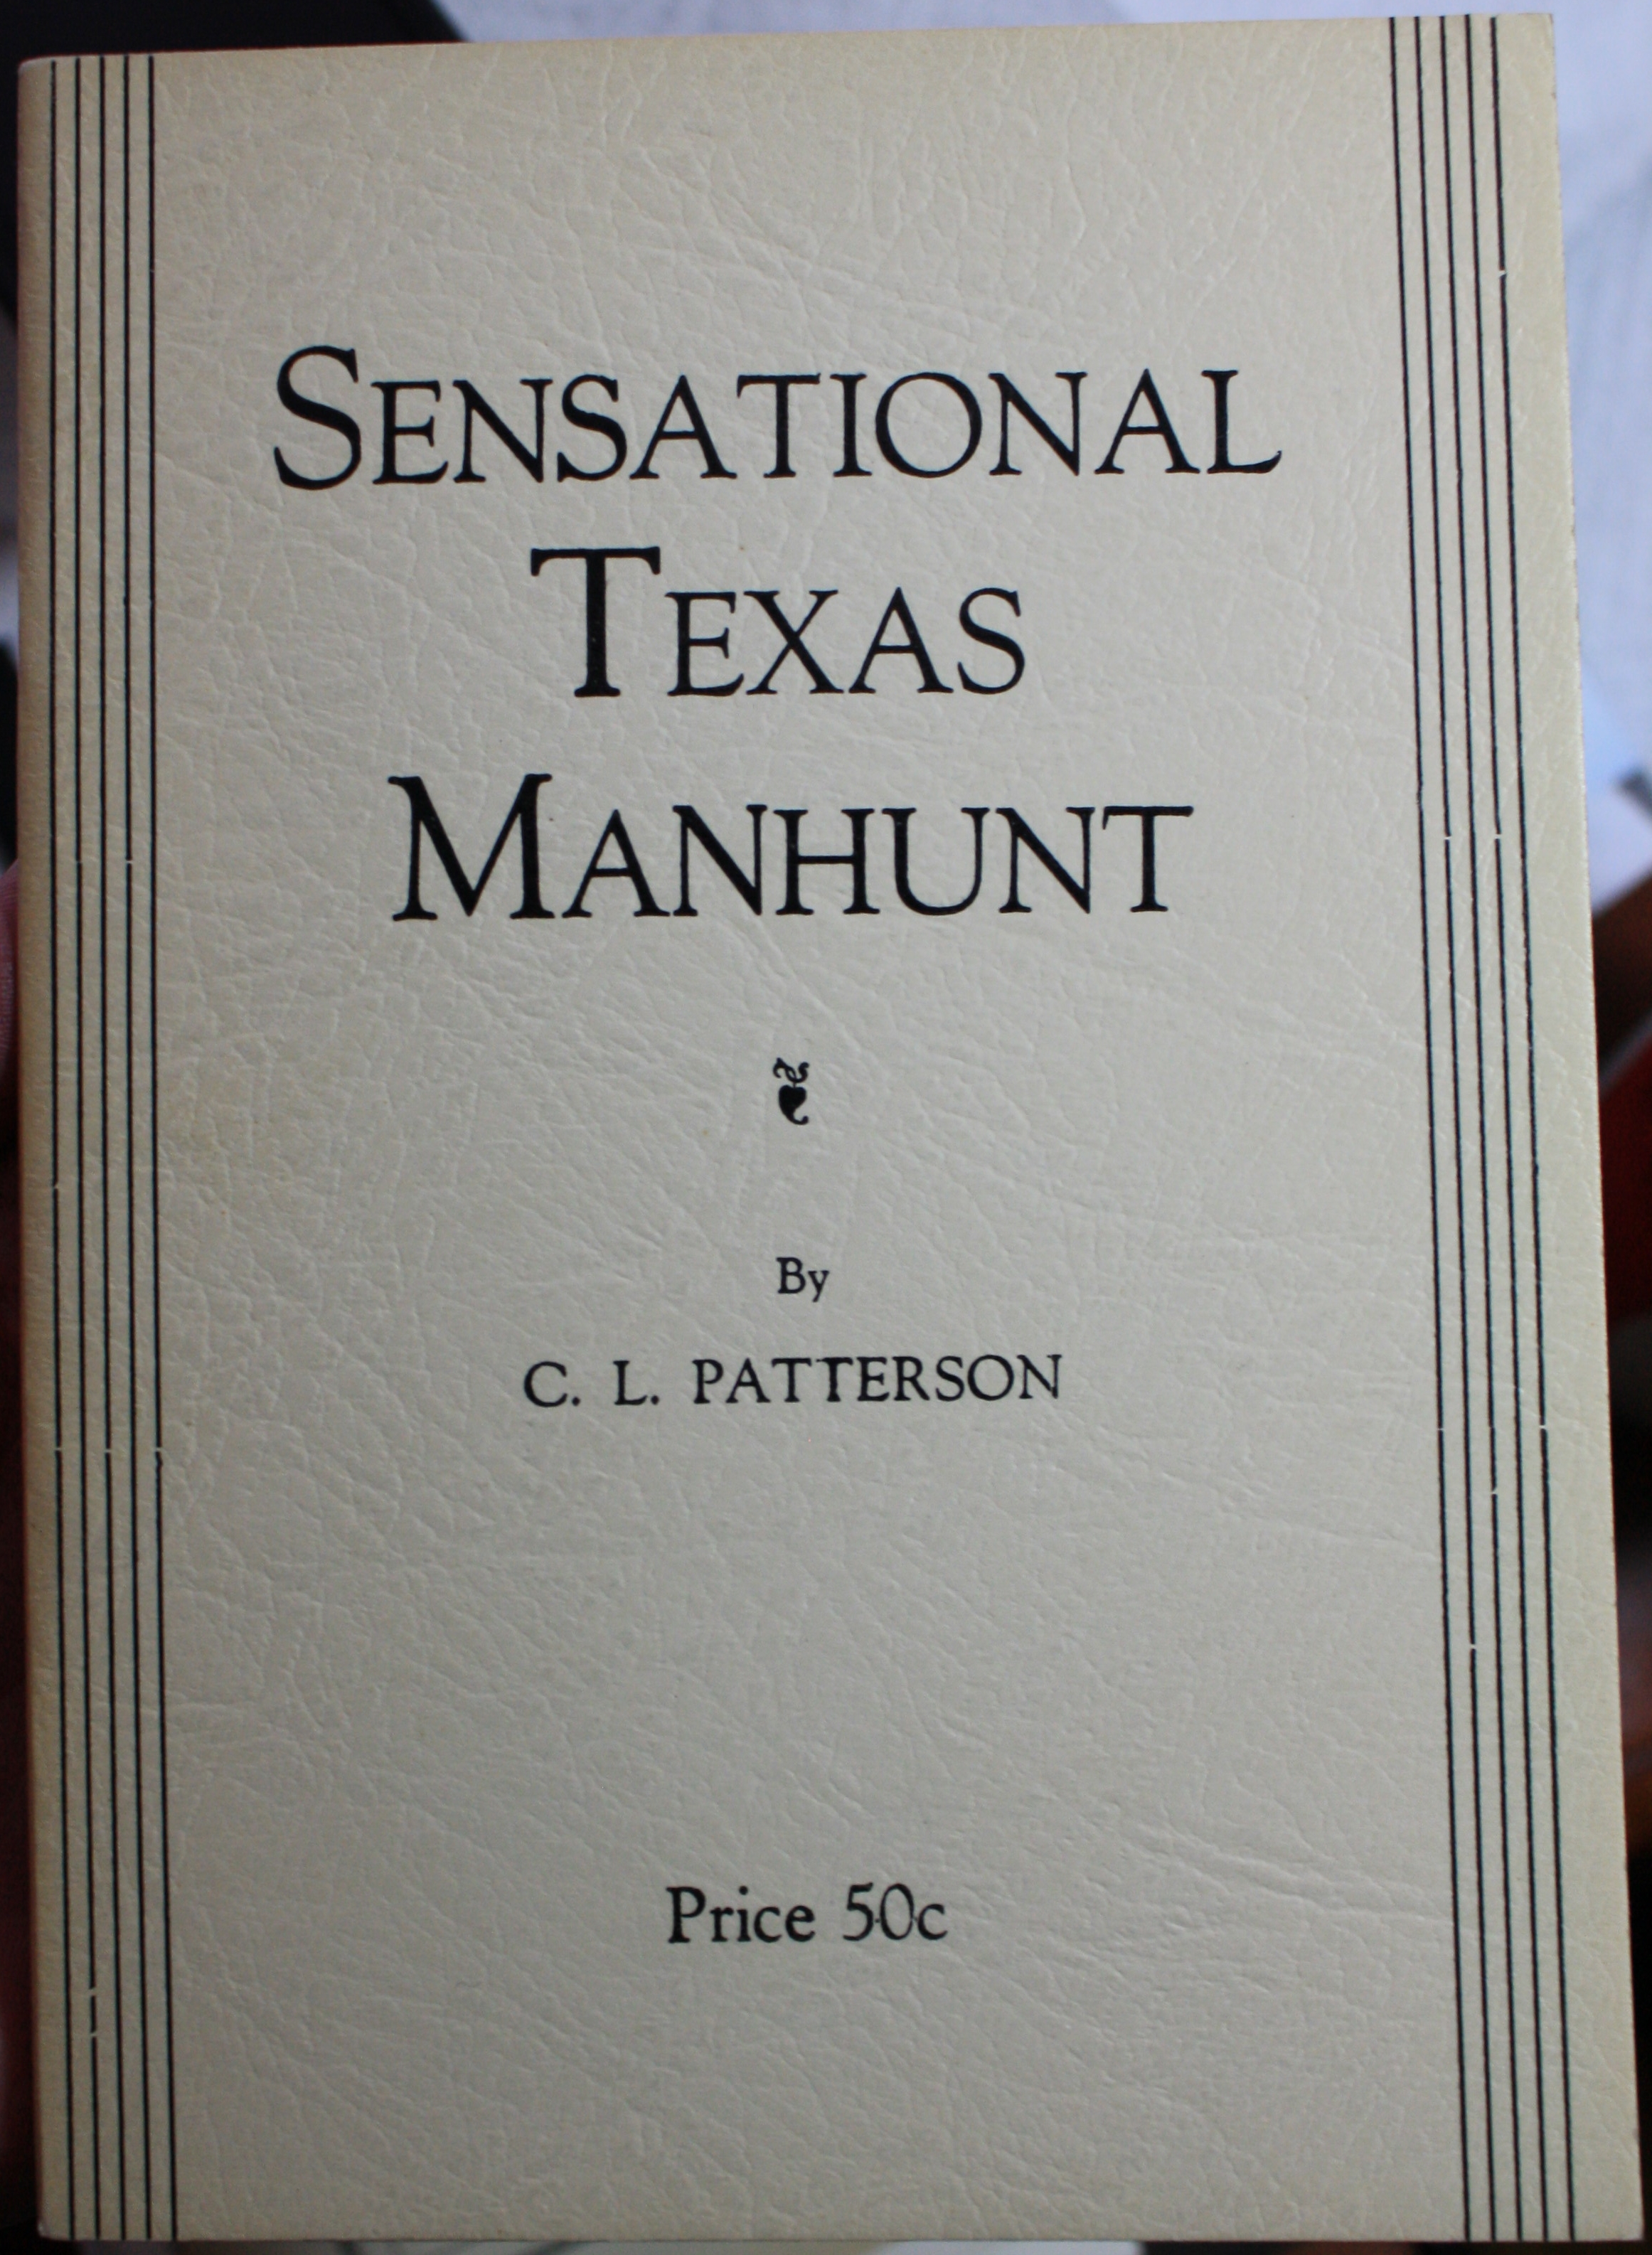 SENSATIONAL
TEXAS
MANHUNT
By
C. L. PATTERSON
Price 50c